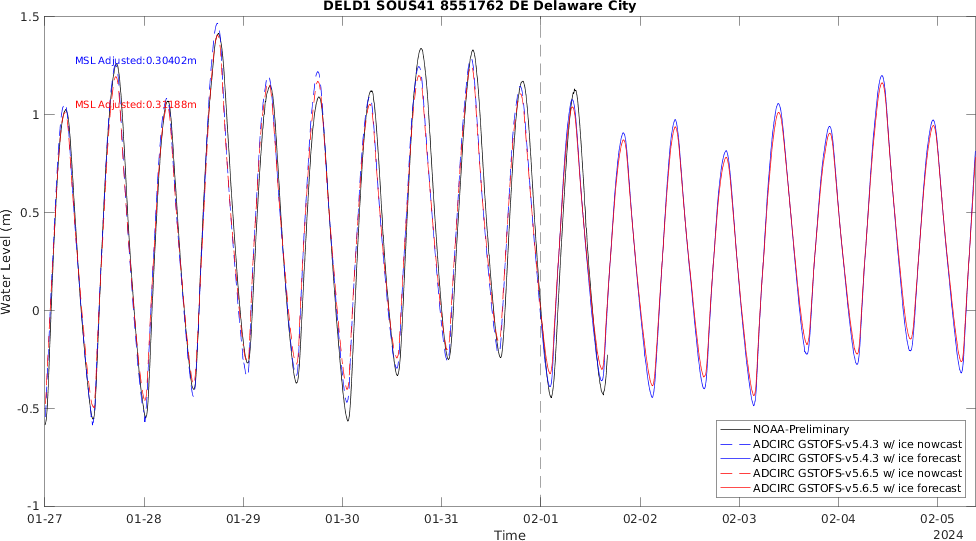 DELD1 SOUS41 8551762 DE Delaware City
1.5
MSL Adjusted:0.30402m
MSL Adjusted:0.31188m
1
0.5
Water Level (m)
0
-0.5
-1
NOAA-Preliminary
ADCIRC GSTOFS-v5.4.3 w/ ice nowcast
ADCIRC GSTOFS-v5.4.3 w/ ice forecast
ADCIRC GSTOFS-v5.6.5 w/ ice nowcast
ADCIRC GSTOFS-v5.6.5 w/ ice forecast
01-27 01-28 01-29 01-30 01-31 02-01 02-02 02-03 02-04 02-05
Time
2024